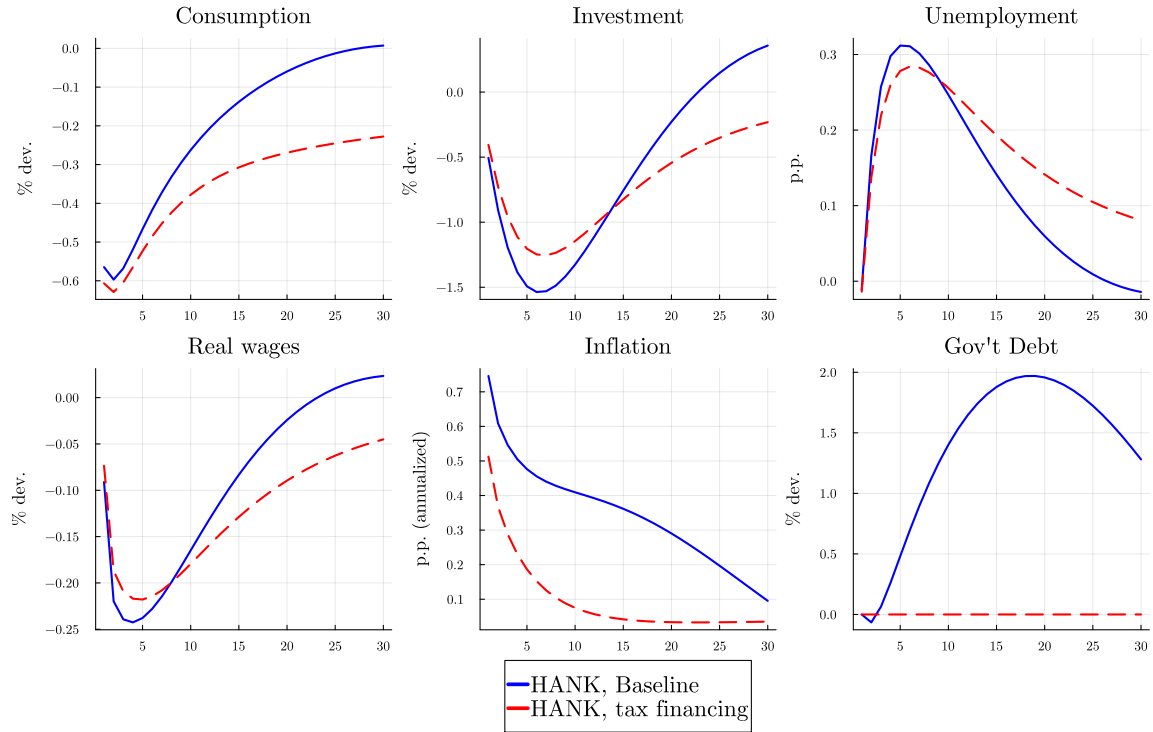 Consumption
Investment
Unemployment
% dev.
0.0
−0.1
−0.2
−0.3
−0.4
−0.5
−0.6
5 10 15 20 25 30
% dev.
0.0
−0.5
−1.0
−1.5
5 10 15 20 25 30
p.p.
0.3
0.2
0.1
0.0
5 10 15 20 25 30
Real wages
Inflation
Gov't Debt
% dev.
0.00
−0.05
−0.10
−0.15
−0.20
−0.25
5 10 15 20 25 30
p.p. (annualized)
0.7
0.6
0.5
0.4
0.3
0.2
0.1
5 10 15 20 25 30
% dev.
2.0
1.5
1.0
0.5
0.0
5 10 15 20 25 30
HANK, Baseline
HANK, tax financing